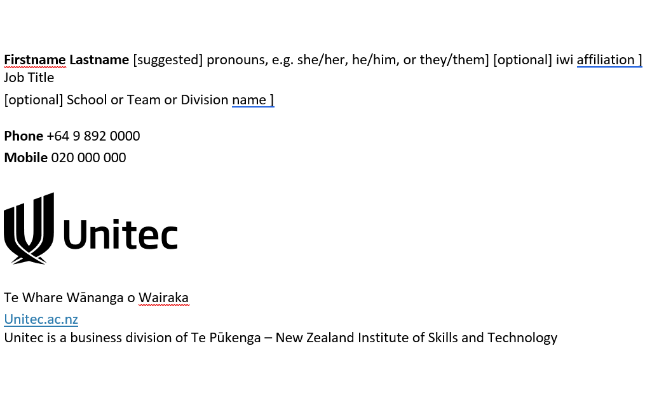 Firstname Lastname [suggested] pronouns, e.g. she/her, he/him, or they/them] [optional] iwi affiliation ]
Job Title
[optional] School or Team or Division name ]
Phone +64 9 892 0000
Mobile 020 000 000
Unitec
Te Whare Wānanga o Wairaka
Unitec.ac.nz
Unitec is a business division of Te Pūkenga – New Zealand Institute of Skills and Technology